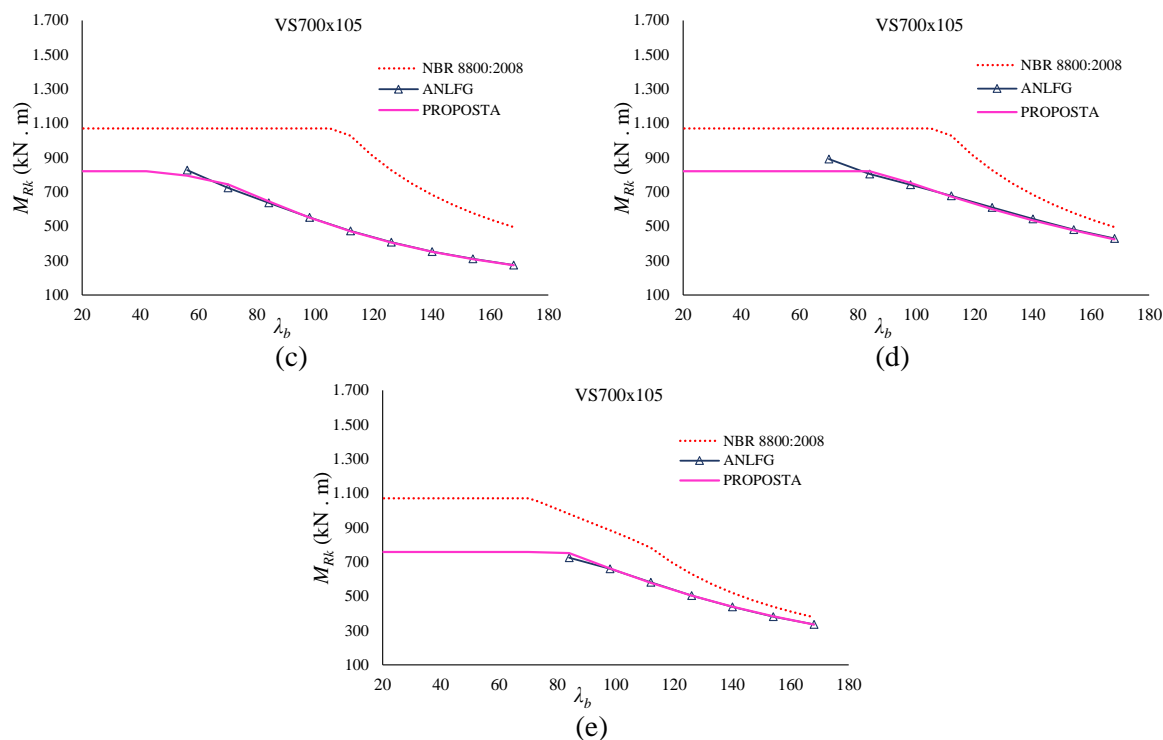 VS700x105
1.700
1.500
1.300
1.100
900
700
500
300
100
M_Rk (kN . m)
NBR 8800:2008
ANLFG
PROPOSTA
20 40 60 80 100 120 140 160 180
λ_b
(c)
VS700x105
1.700
1.500
1.300
1.100
900
700
500
300
100
M_Rk (kN . m)
NBR 8800:2008
ANLFG
PROPOSTA
20 40 60 80 100 120 140 160 180
λ_b
(d)
VS700x105
1.700
1.500
1.300
1.100
900
700
500
300
100
M_Rk (kN . m)
NBR 8800:2008
ANLFG
PROPOSTA
20 40 60 80 100 120 140 160 180
λ_b
(e)